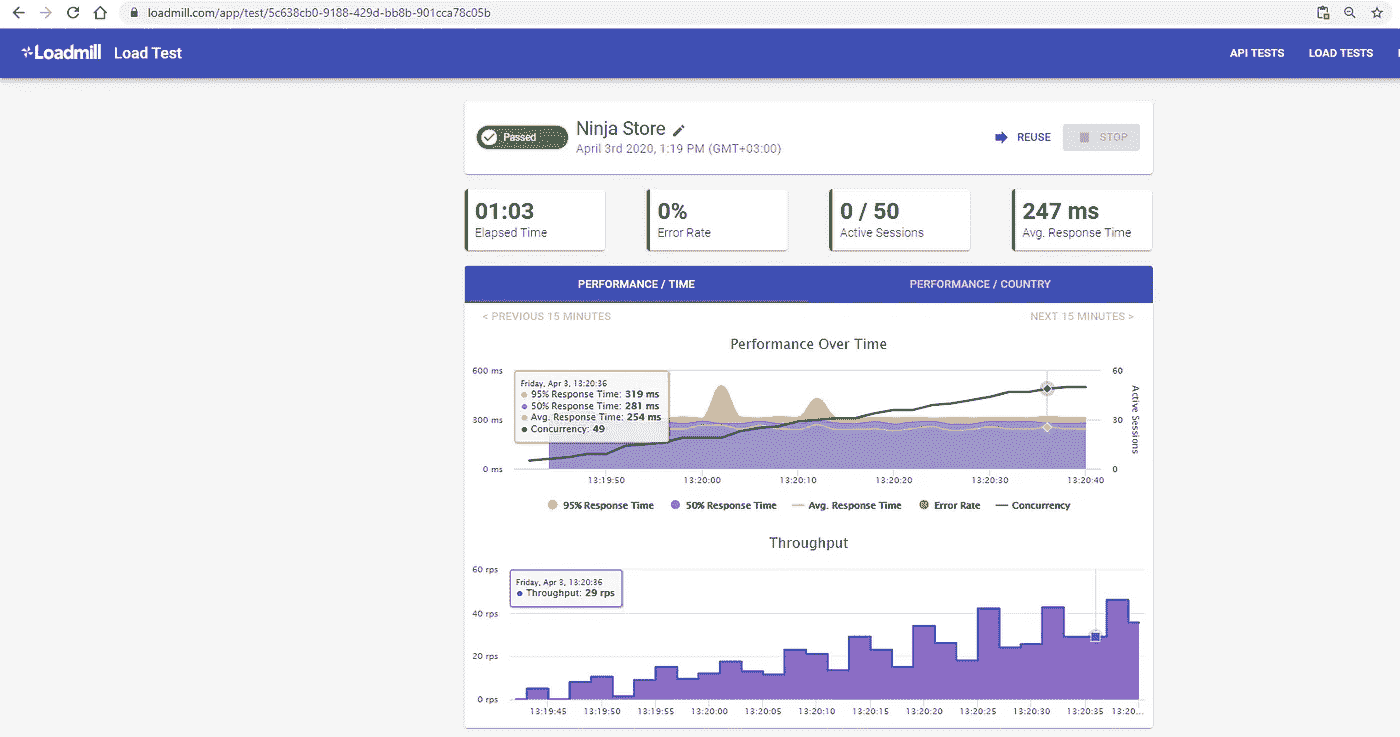 loadmill.com/app/test/5c638cb0-9188-429d-bb8b-901cca78c05b
Loadmill Load Test
API TESTS LOAD TESTS
Passed
Ninja Store
April 3rd 2020, 1:19 PM (GMT+03:00)
REUSE STOP
01:03 0% 0 / 50 247 ms
Elapsed Time Error Rate Active Sessions Avg. Response Time
PERFORMANCE / TIME PERFORMANCE / COUNTRY
< PREVIOUS 15 MINUTES NEXT 15 MINUTES >
Performance Over Time
600 ms 60
Friday, Apr 3, 13:20:36
95% Response Time: 319 ms
50% Response Time: 281 ms
Avg. Response Time: 254 ms
Concurrency: 49
300 ms 30
Active Sessions
0 ms 0
13:19:50 13:20:00 13:20:10 13:20:20 13:20:30 13:20:40
95% Response Time 50% Response Time Avg. Response Time Error Rate Concurrency
Throughput
60 rps
Friday, Apr 3, 13:20:36
Throughput: 29 rps
40 rps
20 rps
0 rps
13:19:45 13:19:50 13:19:55 13:20:00 13:20:05 13:20:10 13:20:15 13:20:20 13:20:25 13:20:30 13:20:35 13:20...